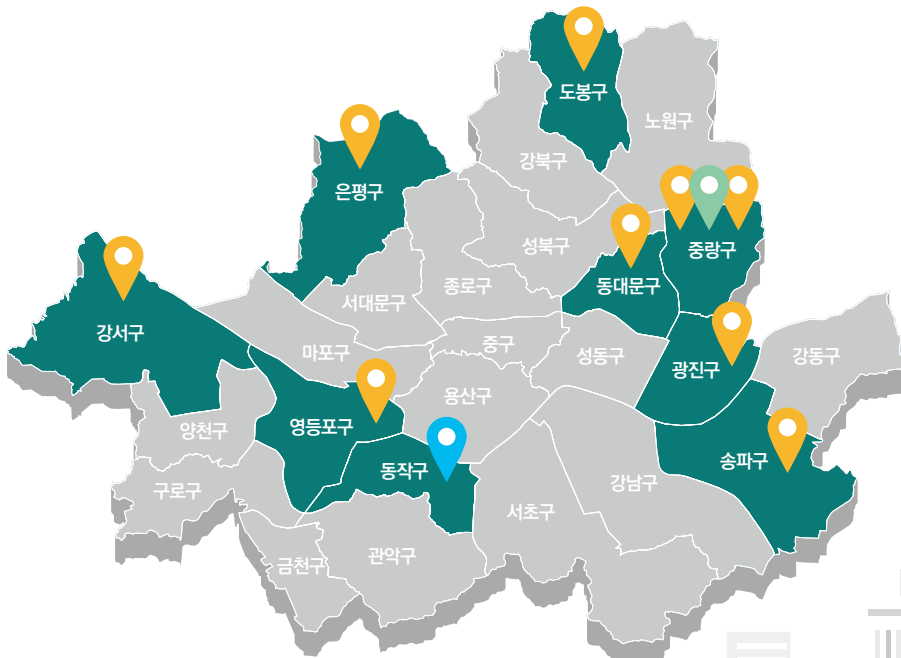 도봉구
노원구
강북구
은평구
성북구
중랑구
동대문구
종로구
서대문구
강서구
중구
마포구
성동구
강동구
광진구
용산구
영등포구
양천구
송파구
동작구
강남구
구로구
서초구
관악구
금천구